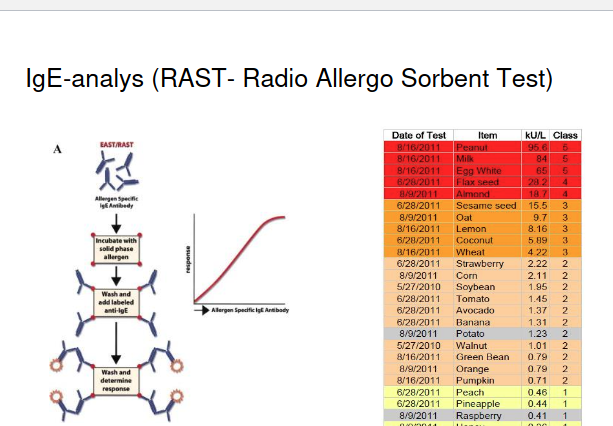 IgE-analys (RAST- Radio Allergo Sorbent Test)
A
EAST/RAST
Allergen Specific
IgE Antibody
Incubate with
solid phase
allergen
Wash and
add labeled
anti-IgE
Wash and
determine
response
response
Allergen Specific IgE Antibody
Date of Test Item kU/L Class
8/16/2011 Peanut 95.6 5
8/16/2011 Milk 84 5
8/16/2011 Egg White 65 5
6/28/2011 Flax seed 28.2 4
8/9/2011 Almond 18.7 4
6/28/2011 Sesame seed 15.5 3
8/9/2011 Oat 9.7 3
8/16/2011 Lemon 8.16 3
6/28/2011 Coconut 5.89 3
8/16/2011 Wheat 4.22 3
6/28/2011 Strawberry 2.22 2
8/9/2011 Corn 2.11 2
5/27/2010 Soybean 1.95 2
6/28/2011 Tomato 1.45 2
6/28/2011 Avocado 1.37 2
6/28/2011 Banana 1.31 2
8/9/2011 Potato 1.23 2
5/27/2010 Walnut 1.01 2
8/16/2011 Green Bean 0.79 2
8/9/2011 Orange 0.79 2
8/16/2011 Pumpkin 0.71 2
6/28/2011 Peach 0.46 1
6/28/2011 Pineapple 0.44 1
8/9/2011 Raspberry 0.41 1